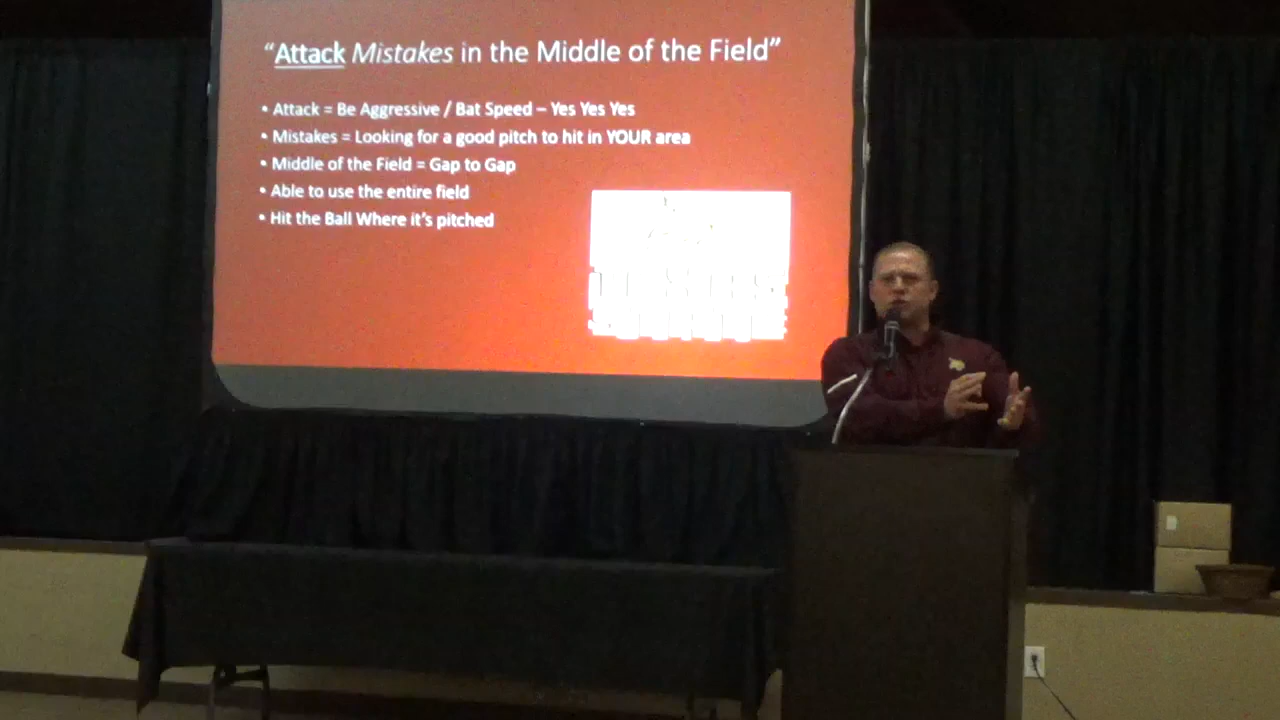 “Attack Mistakes in the Middle of the Field”
• Attack = Be Aggressive / Bat Speed – Yes Yes Yes
• Mistakes = Looking for a good pitch to hit in YOUR area
• Middle of the Field = Gap to Gap
• Able to use the entire field
• Hit the Ball Where it’s pitched